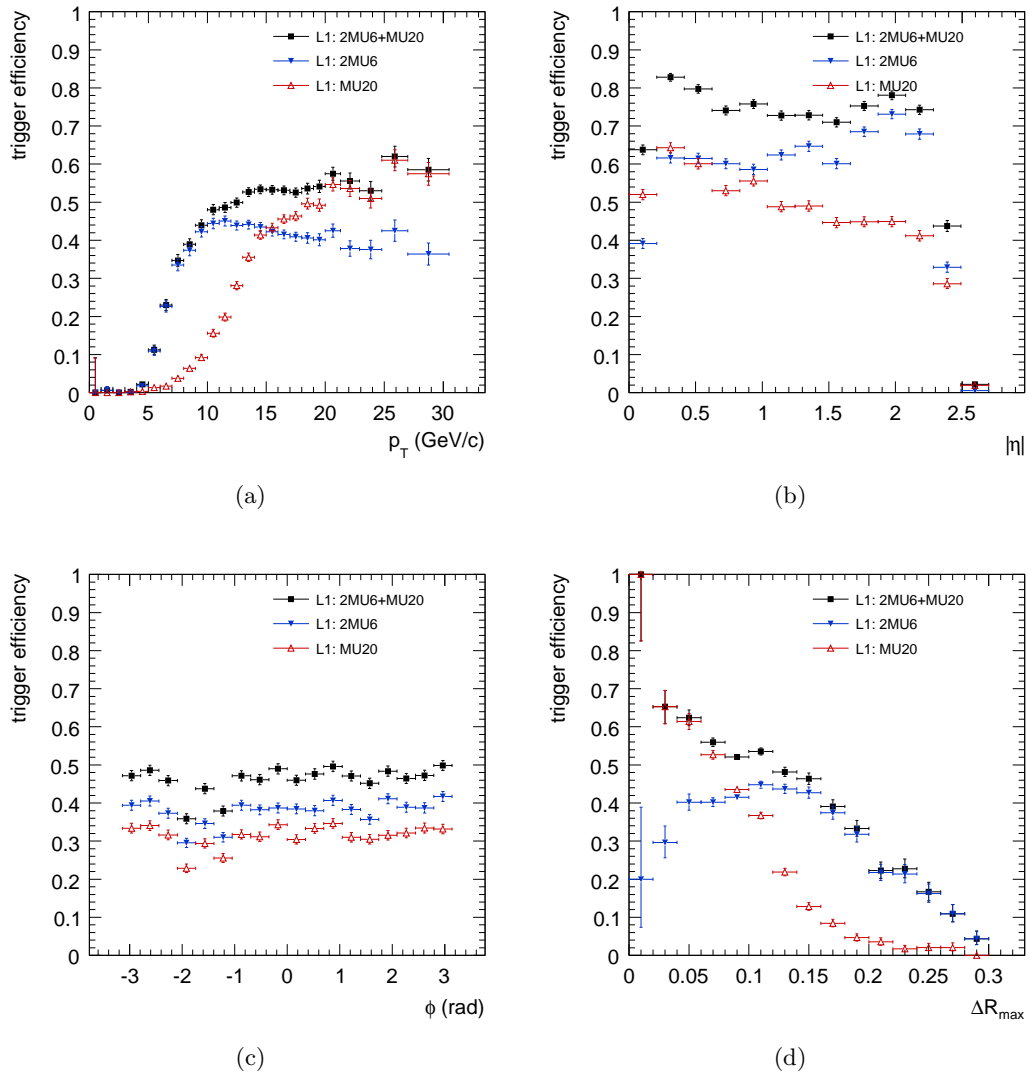 trigger efficiency
1
0.9
0.8
0.7
0.6
0.5
0.4
0.3
0.2
0.1
0
L1: 2MU6+MU20
L1: 2MU6
L1: MU20
0 5 10 15 20 25 30
p_T (GeV/c)
(a)
trigger efficiency
1
0.9
0.8
0.7
0.6
0.5
0.4
0.3
0.2
0.1
0
L1: 2MU6+MU20
L1: 2MU6
L1: MU20
0 0.5 1 1.5 2 2.5
|η|
(b)
trigger efficiency
1
0.9
0.8
0.7
0.6
0.5
0.4
0.3
0.2
0.1
0
L1: 2MU6+MU20
L1: 2MU6
L1: MU20
-3 -2 -1 0 1 2 3
ϕ (rad)
(c)
trigger efficiency
1
0.9
0.8
0.7
0.6
0.5
0.4
0.3
0.2
0.1
0
L1: 2MU6+MU20
L1: 2MU6
L1: MU20
0 0.05 0.1 0.15 0.2 0.25 0.3
ΔR_max
(d)